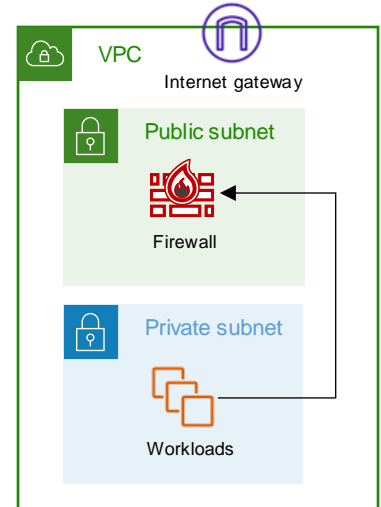 VPC
Internet gateway
Public subnet
Firewall
Private subnet
Workloads